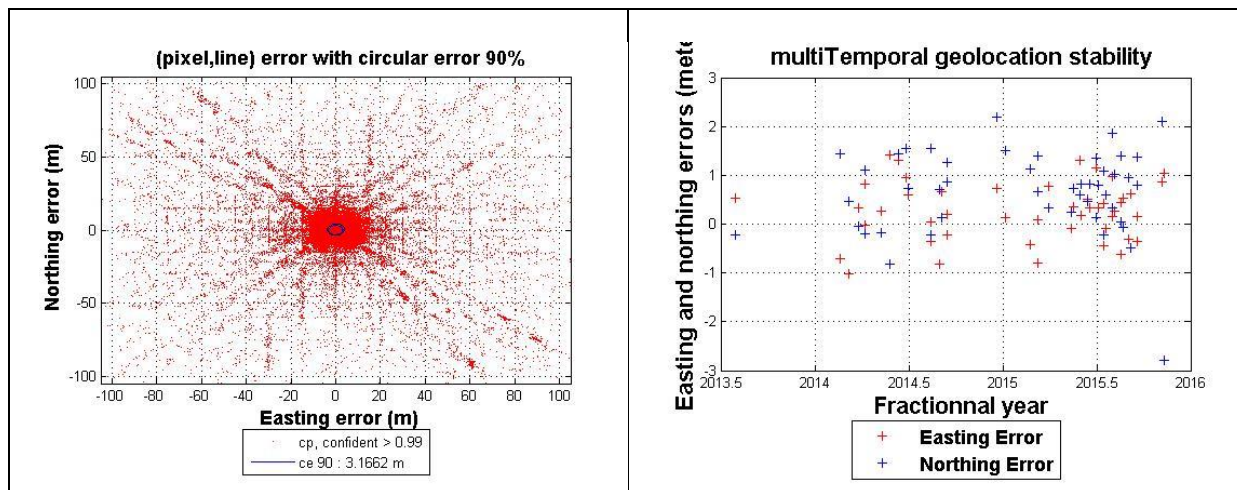 (pixel,line) error with circular error 90%
100
50
0
-50
-100
Northing error (m)
-100 -80 -60 -40 -20 0 20 40 60 80 100
Easting error (m)
cp, confident > 0.99
ce 90 : 3.1662 m
multiTemporal geolocation stability
Easting and northing errors (mete
3
2
1
0
-1
-2
-3
2013.5 2014 2014.5 2015 2015.5 2016
Fractionnal year
Easting Error
Northing Error